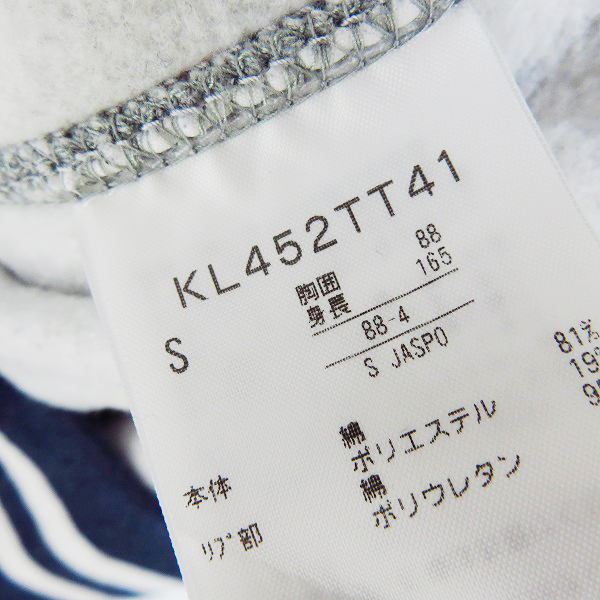 KL452TT41
S
胸囲 88
身長 165
88-4
S JASPO
本体 綿 81%
ポリエステル
リブ部 綿
ポリウレタン